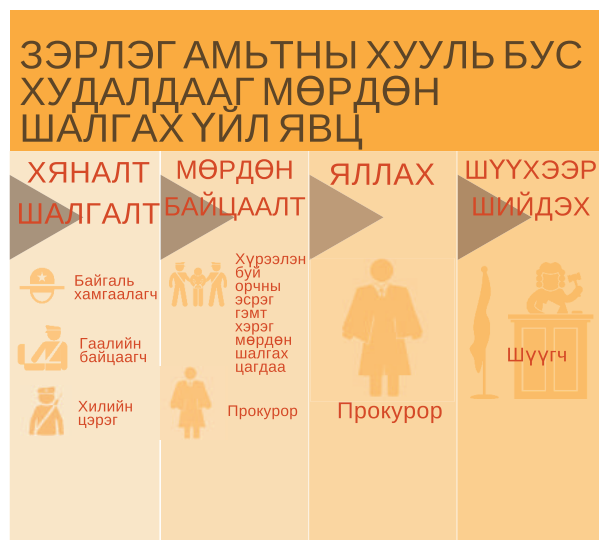 ЗЭРЛЭГ АМЬТНЫ ХУУЛЬ БУС
ХУДАЛДААГ МӨРДӨН
ШАЛГАХ ҮЙЛ ЯВЦ
ХЯНАЛТ
ШАЛГАЛТ
Байгаль
хамгаалагч
Гаалийн
байцаагч
Хилийн
цэрэг
МӨРДӨН
БАЙЦААЛТ
Хүрээлэн
буй
орчны
эсрэг
гэмт
хэрэг
мөрдөн
шалгах
цагдаа
Прокурор
ЯЛЛАХ
Прокурор
ШҮҮХЭЭР
ШИЙДЭХ
Шүүгч